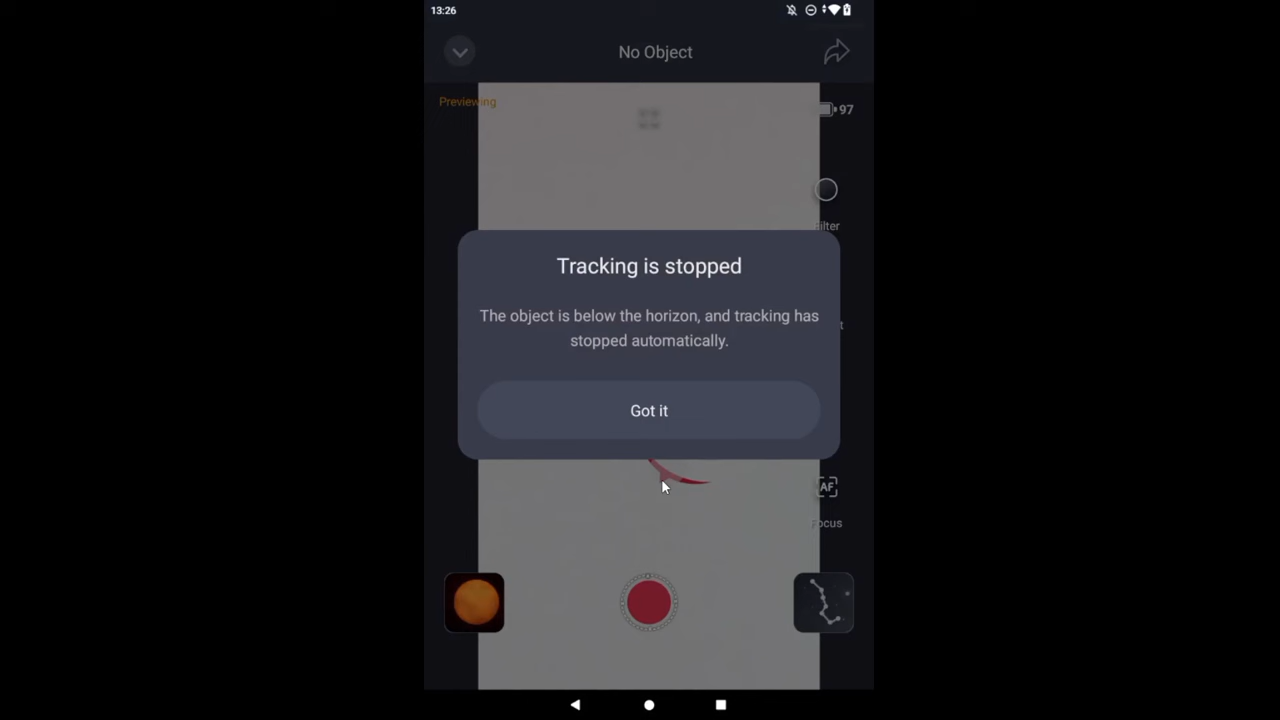 13:26
No Object
Previewing
97
Filter
Tracking is stopped
The object is below the horizon, and tracking has
stopped automatically.
Got it
AF
Focus